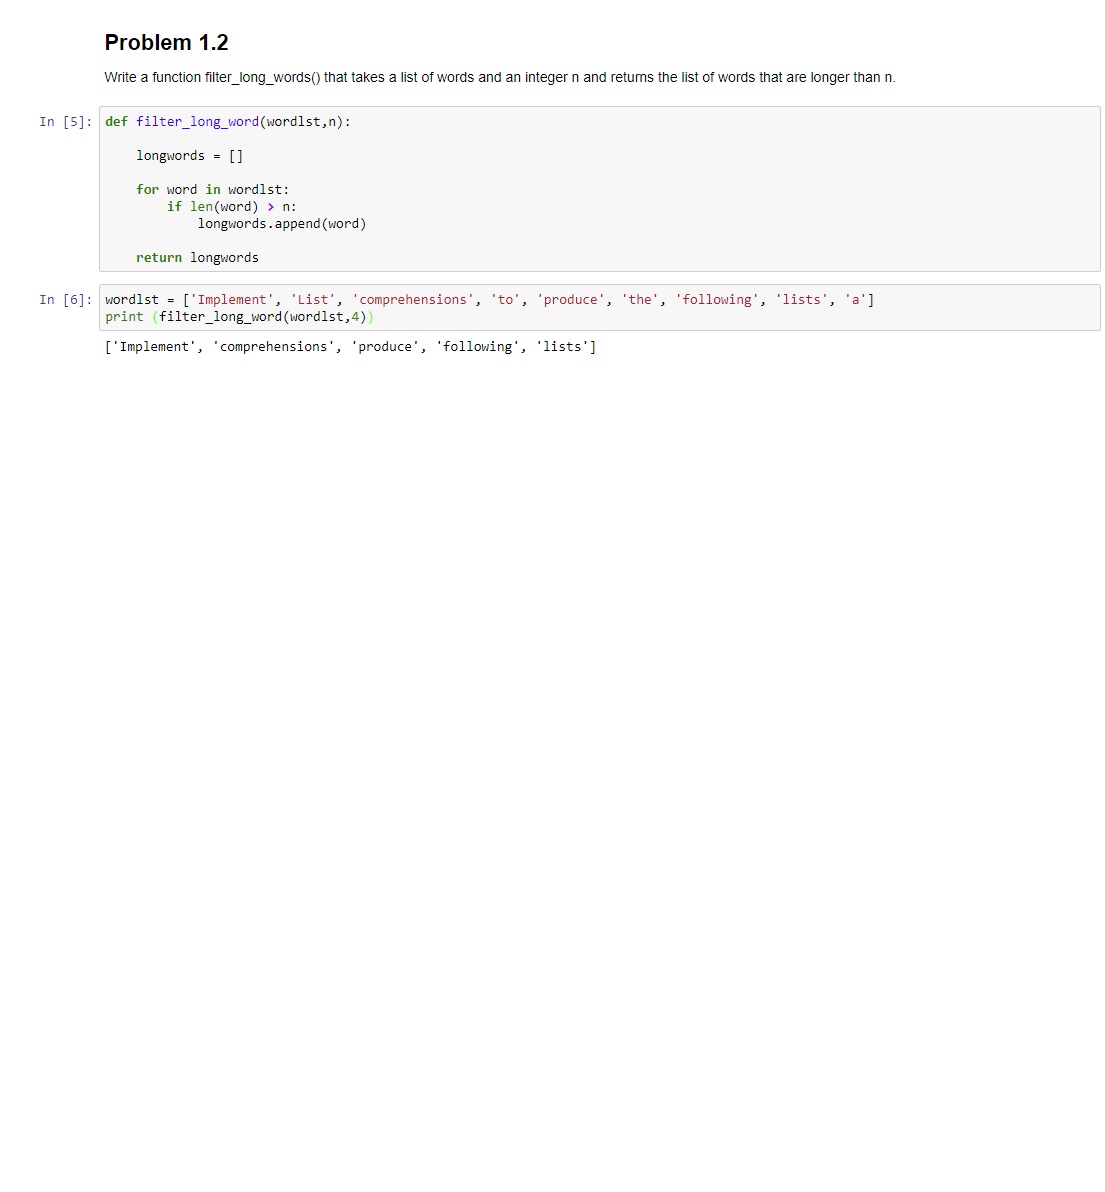 Problem 1.2
Write a function filter_long_words() that takes a list of words and an integer n and returns the list of words that are longer than n.
In [5]: def filter_long_word(wordlst,n):
longwords = []
for word in wordlst:
if len(word) > n:
longwords.append(word)
return longwords
In [6]: wordlst = ['Implement', 'List', 'comprehensions', 'to', 'produce', 'the', 'following', 'lists', 'a']
print (filter_long_word(wordlst,4))
['Implement', 'comprehensions', 'produce', 'following', 'lists']